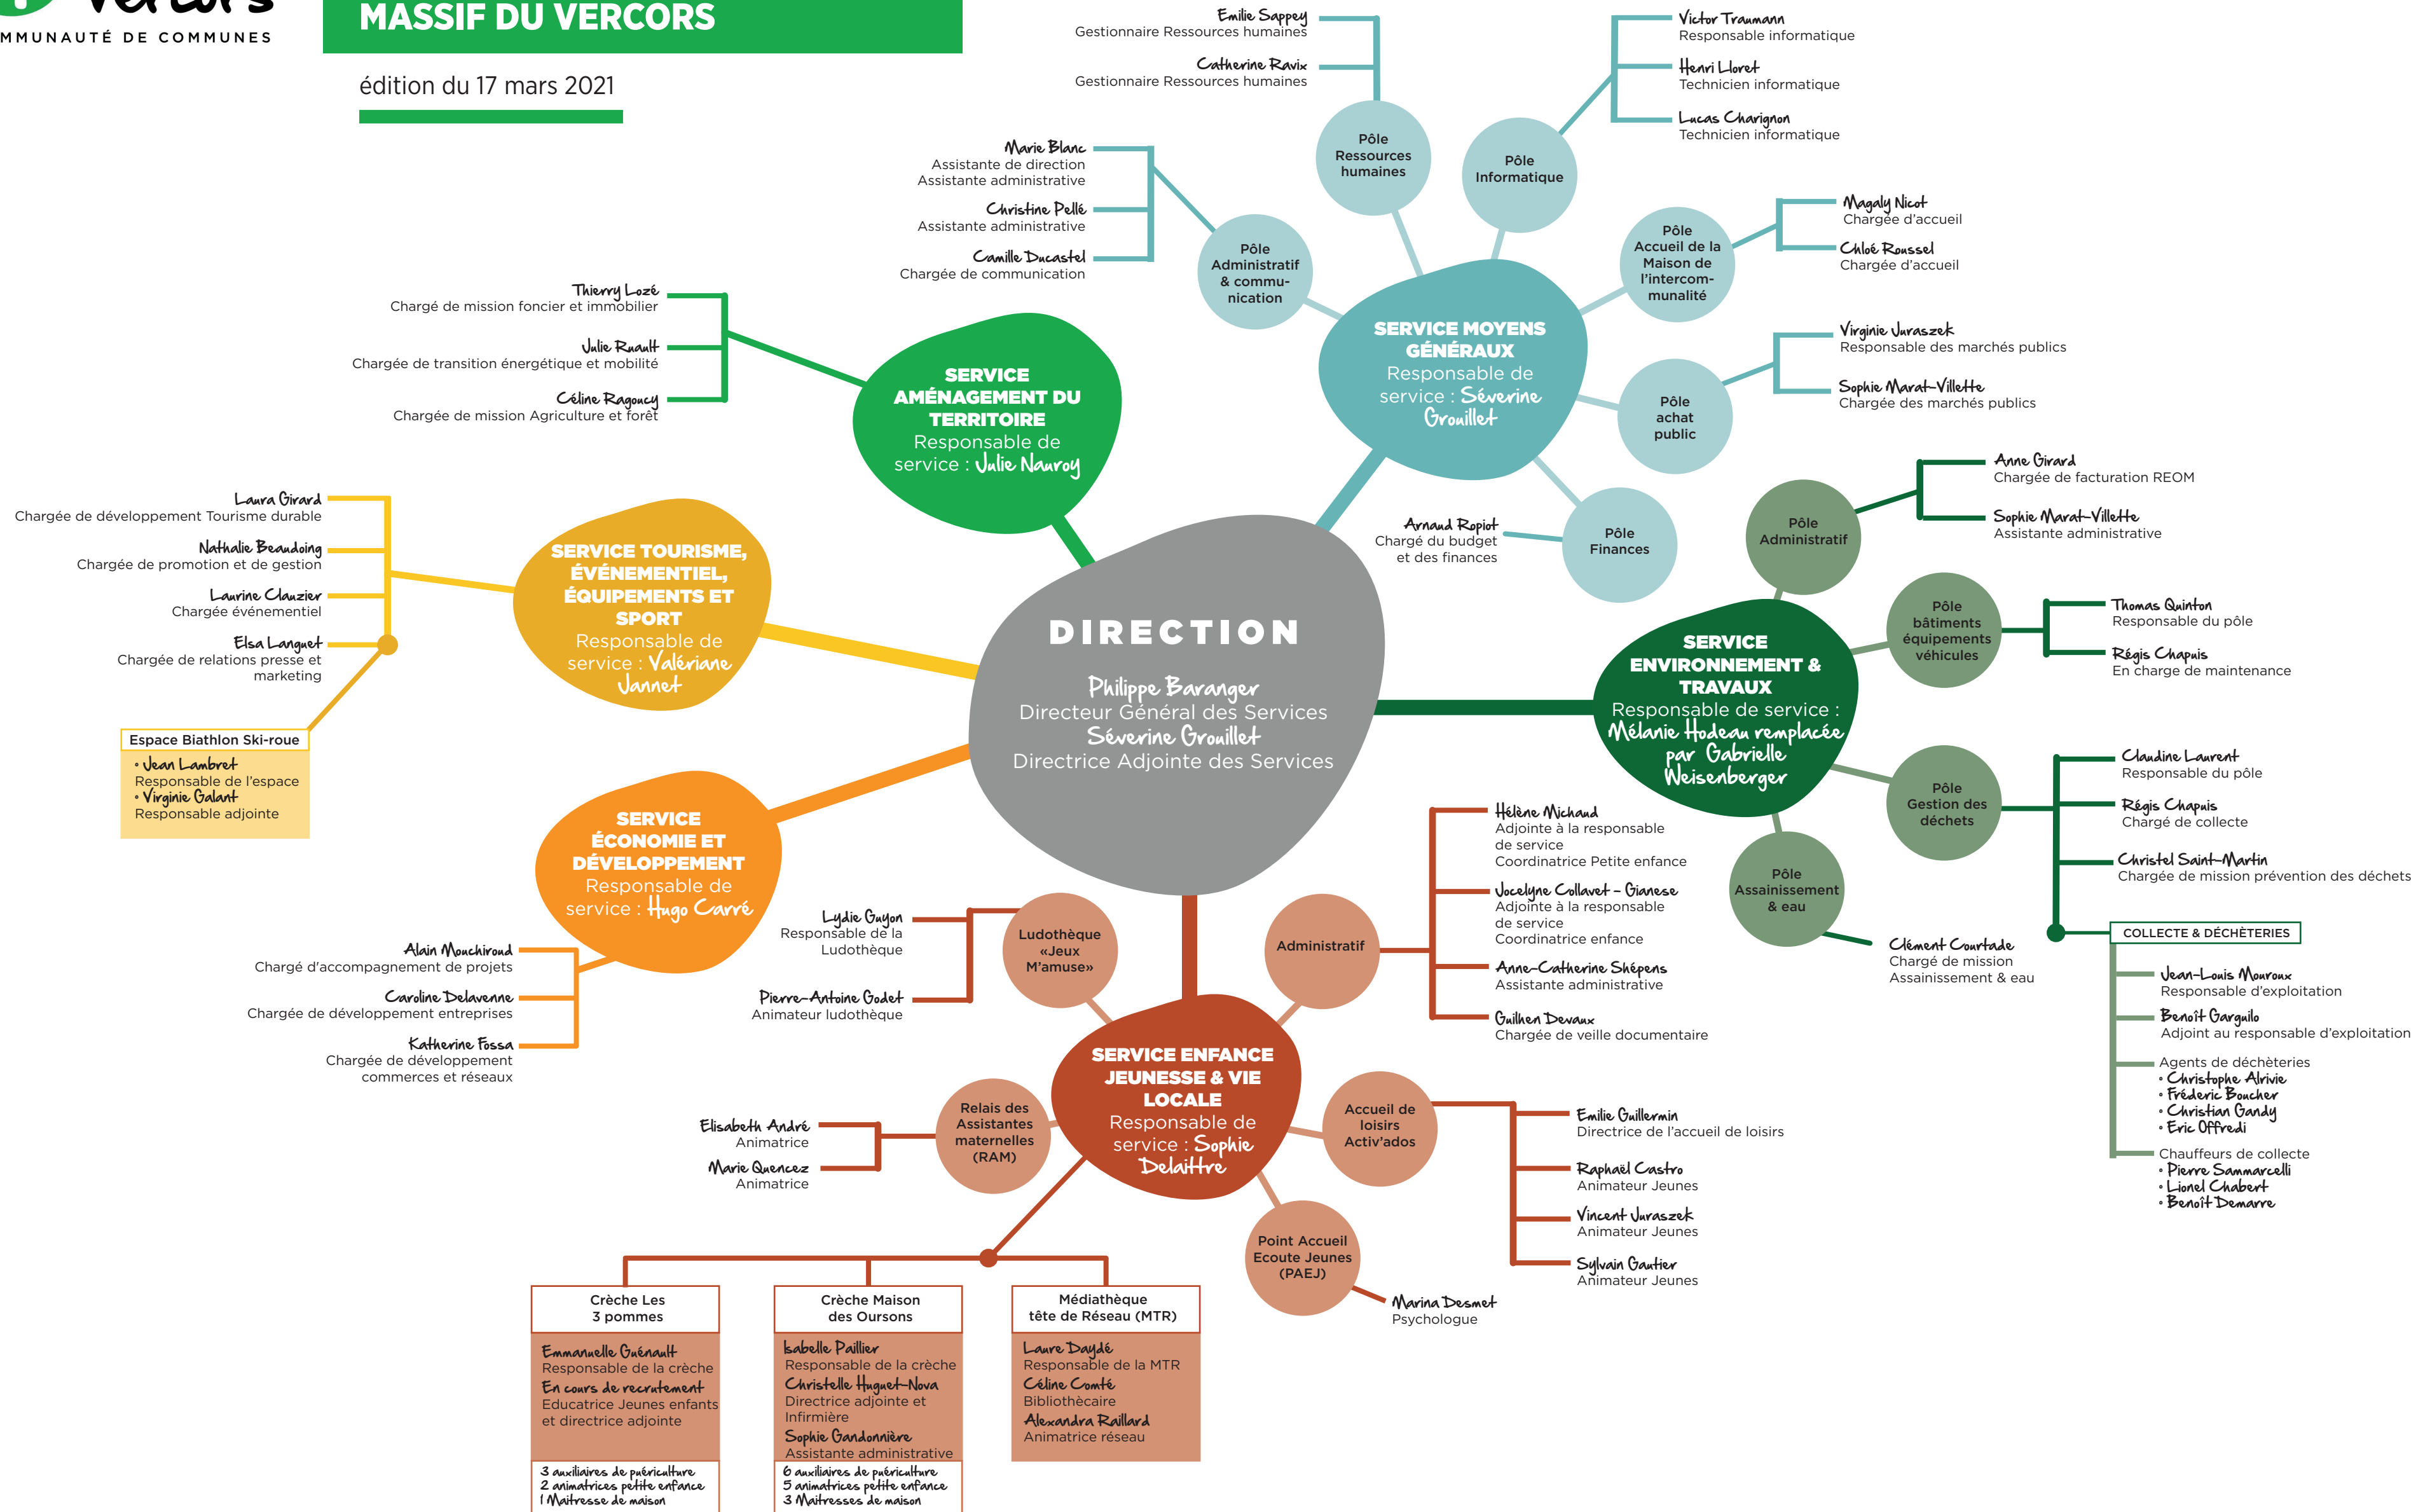 vercors
MMUNAUTÉ DE COMMUNES
MASSIF DU VERCORS
édition du 17 mars 2021
Emilie Sappey
Gestionnaire Ressources humaines
Catherine Ravix
Gestionnaire Ressources humaines
Pôle
Ressources
humaines
Victor Traumann
Responsable informatique
Henri Lloret
Technicien informatique
Lucas Charignon
Technicien informatique
Pôle
Informatique
Marie Blanc
Assistante de direction
Assistante administrative
Christine Pellé
Assistante administrative
Camille Ducastel
Chargée de communication
Pôle
Administratif
& commu-
nication
Pôle
Accueil de la
Maison de
l'intercom-
munalité
Magaly Nicot
Chargée d'accueil
Chloé Roussel
Chargée d'accueil
SERVICE MOYENS
GÉNÉRAUX
Responsable de
service : Séverine
Grouillet
Pôle
achat
public
Virginie Juraszek
Responsable des marchés publics
Sophie Marat-Villette
Chargée des marchés publics
Arnaud Ropiot
Chargé du budget
et des finances
Pôle
Finances
Thierry Lozé
Chargé de mission foncier et immobilier
Julie Ruault
Chargée de transition énergétique et mobilité
Céline Ragoucy
Chargée de mission Agriculture et forêt
SERVICE
AMÉNAGEMENT DU
TERRITOIRE
Responsable de
service : Julie Nauroy
Laura Girard
Chargée de développement Tourisme durable
Nathalie Beaudoing
Chargée de promotion et de gestion
Laurine Clauzier
Chargée événementiel
Elsa Languet
Chargée de relations presse et
marketing
SERVICE TOURISME,
ÉVÉNEMENTIEL,
ÉQUIPEMENTS ET
SPORT
Responsable de
service : Valériane
Jannet
Espace Biathlon Ski-roue
• Jean Lambret
Responsable de l'espace
• Virginie Galant
Responsable adjointe
DIRECTION
Philippe Baranger
Directeur Général des Services
Séverine Grouillet
Directrice Adjointe des Services
Pôle
Administratif
Anne Girard
Chargée de facturation REOM
Sophie Marat-Villette
Assistante administrative
Pôle
bâtiments
équipements
véhicules
Thomas Quinton
Responsable du pôle
Régis Chapuis
En charge de maintenance
SERVICE
ENVIRONNEMENT &
TRAVAUX
Responsable de service :
Mélanie Hodeau remplacée
par Gabrielle
Weisenberger
Pôle
Gestion des
déchets
Claudine Laurent
Responsable du pôle
Régis Chapuis
Chargé de collecte
Christel Saint-Martin
Chargée de mission prévention des déchets
Pôle
Assainissement
& eau
Clément Courtade
Chargé de mission
Assainissement & eau
COLLECTE & DÉCHÈTERIES
Jean-Louis Mouroux
Responsable d'exploitation
Benoît Garguilo
Adjoint au responsable d'exploitation
Agents de déchèteries
• Christophe Alrivie
• Fréderic Boucher
• Christian Gandy
• Eric Offredi
Chauffeurs de collecte
• Pierre Sammarcelli
• Lionel Chabert
• Benoît Demarre
SERVICE
ÉCONOMIE ET
DÉVELOPPEMENT
Responsable de
service : Hugo Carré
Alain Mouchiroud
Chargé d'accompagnement de projets
Caroline Delavenne
Chargée de développement entreprises
Katherine Fossa
Chargée de développement
commerces et réseaux
Lydie Guyon
Responsable de la
Ludothèque
Pierre-Antoine Godet
Animateur ludothèque
Ludothèque
«Jeux
M'amuse»
Administratif
Hélène Michaud
Adjointe à la responsable
de service
Coordinatrice Petite enfance
Jocelyne Collavet - Gianese
Adjointe à la responsable
de service
Coordinatrice enfance
Anne-Catherine Shépens
Assistante administrative
Guilhen Devaux
Chargée de veille documentaire
SERVICE ENFANCE
JEUNESSE & VIE
LOCALE
Responsable de
service : Sophie
Delaittre
Elisabeth André
Animatrice
Marie Quencez
Animatrice
Relais des
Assistantes
maternelles
(RAM)
Accueil de
loisirs
Activ'ados
Emilie Guillermin
Directrice de l'accueil de loisirs
Raphaël Castro
Animateur Jeunes
Vincent Juraszek
Animateur Jeunes
Sylvain Gautier
Animateur Jeunes
Point Accueil
Ecoute Jeunes
(PAEJ)
Marina Desmet
Psychologue
Crèche Les
3 pommes
Emmanuelle Guénault
Responsable de la crèche
En cours de recrutement
Educatrice Jeunes enfants
et directrice adjointe
3 auxiliaires de puériculture
2 animatrices petite enfance
1 Maitresse de maison
Crèche Maison
des Oursons
Isabelle Paillier
Responsable de la crèche
Christelle Huguet-Nova
Directrice adjointe et
Infirmière
Sophie Gandonnière
Assistante administrative
6 auxiliaires de puériculture
5 animatrices petite enfance
3 Maitresses de maison
Médiathèque
tête de Réseau (MTR)
Laure Daydé
Responsable de la MTR
Céline Comté
Bibliothècaire
Alexandra Raillard
Animatrice réseau